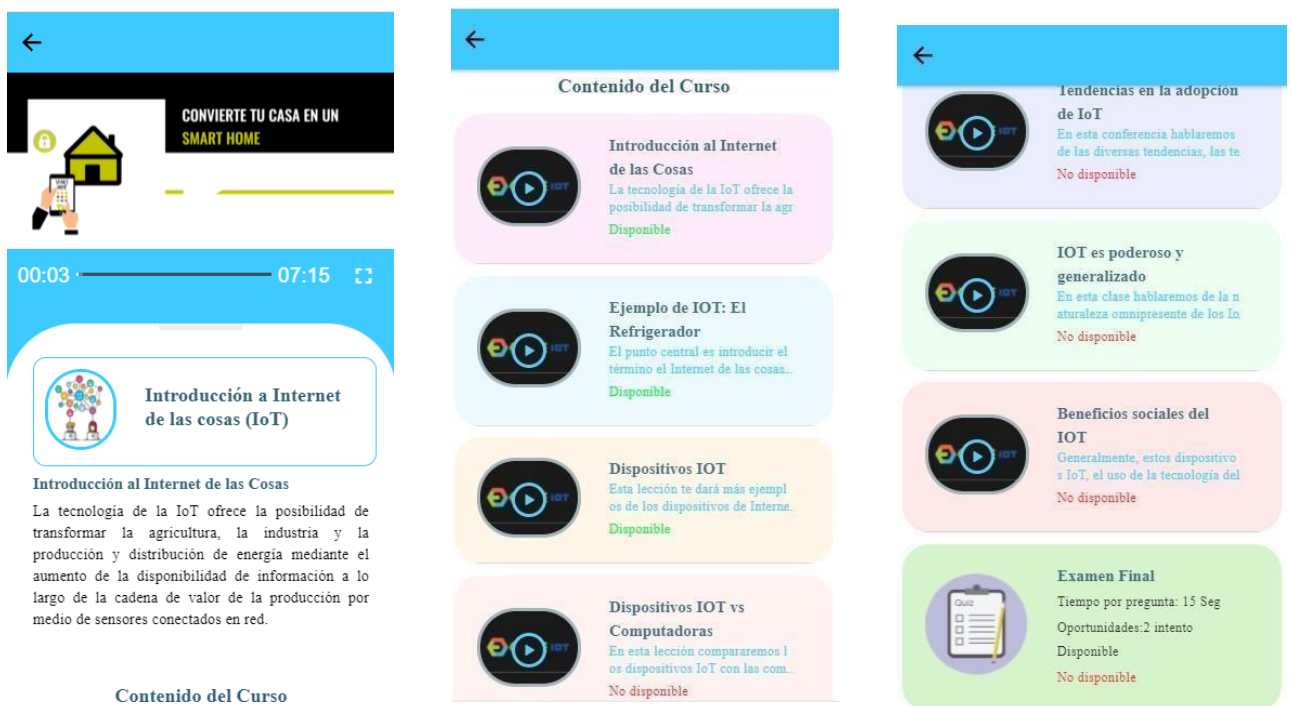 CONVIERTE TU CASA EN UN
SMART HOME
00:03
07:15
Introducción a Internet
de las cosas (IoT)
Introducción al Internet de las Cosas
La tecnología de la IoT ofrece la posibilidad de
transformar la agricultura, la industria y la
producción y distribución de energía mediante el
aumento de la disponibilidad de información a lo
largo de la cadena de valor de la producción por
medio de sensores conectados en red.
Contenido del Curso
Contenido del Curso
IOT
Introducción al Internet
de las Cosas
La tecnología de la IoT ofrece la
posibilidad de transformar la agr
Disponible
IOT
Ejemplo de IOT: El
Refrigerador
El punto central es introducir el
término el Internet de las cosas..
Disponible
IOT
Dispositivos IOT
Esta lección te dará más ejempl
os de los dispositivos de Interne.
Disponible
IOT
Dispositivos IOT vs
Computadoras
En esta lección compararemos l
os dispositivos IoT con las com..
No disponible
IOT
Tendencias en la adopción
de IoT
En esta conferencia hablaremos
de las diversas tendencias, las te
No disponible
IOT
IOT es poderoso y
generalizado
En esta clase hablaremos de la n
aturaleza omnipresente de los In
No disponible
IOT
Beneficios sociales del
IOT
Generalmente, estos dispositivo
s IoT, el uso de la tecnología del
No disponible
Quiz
Examen Final
Tiempo por pregunta: 15 Seg
Oportunidades:2 intento
Disponible
No disponible